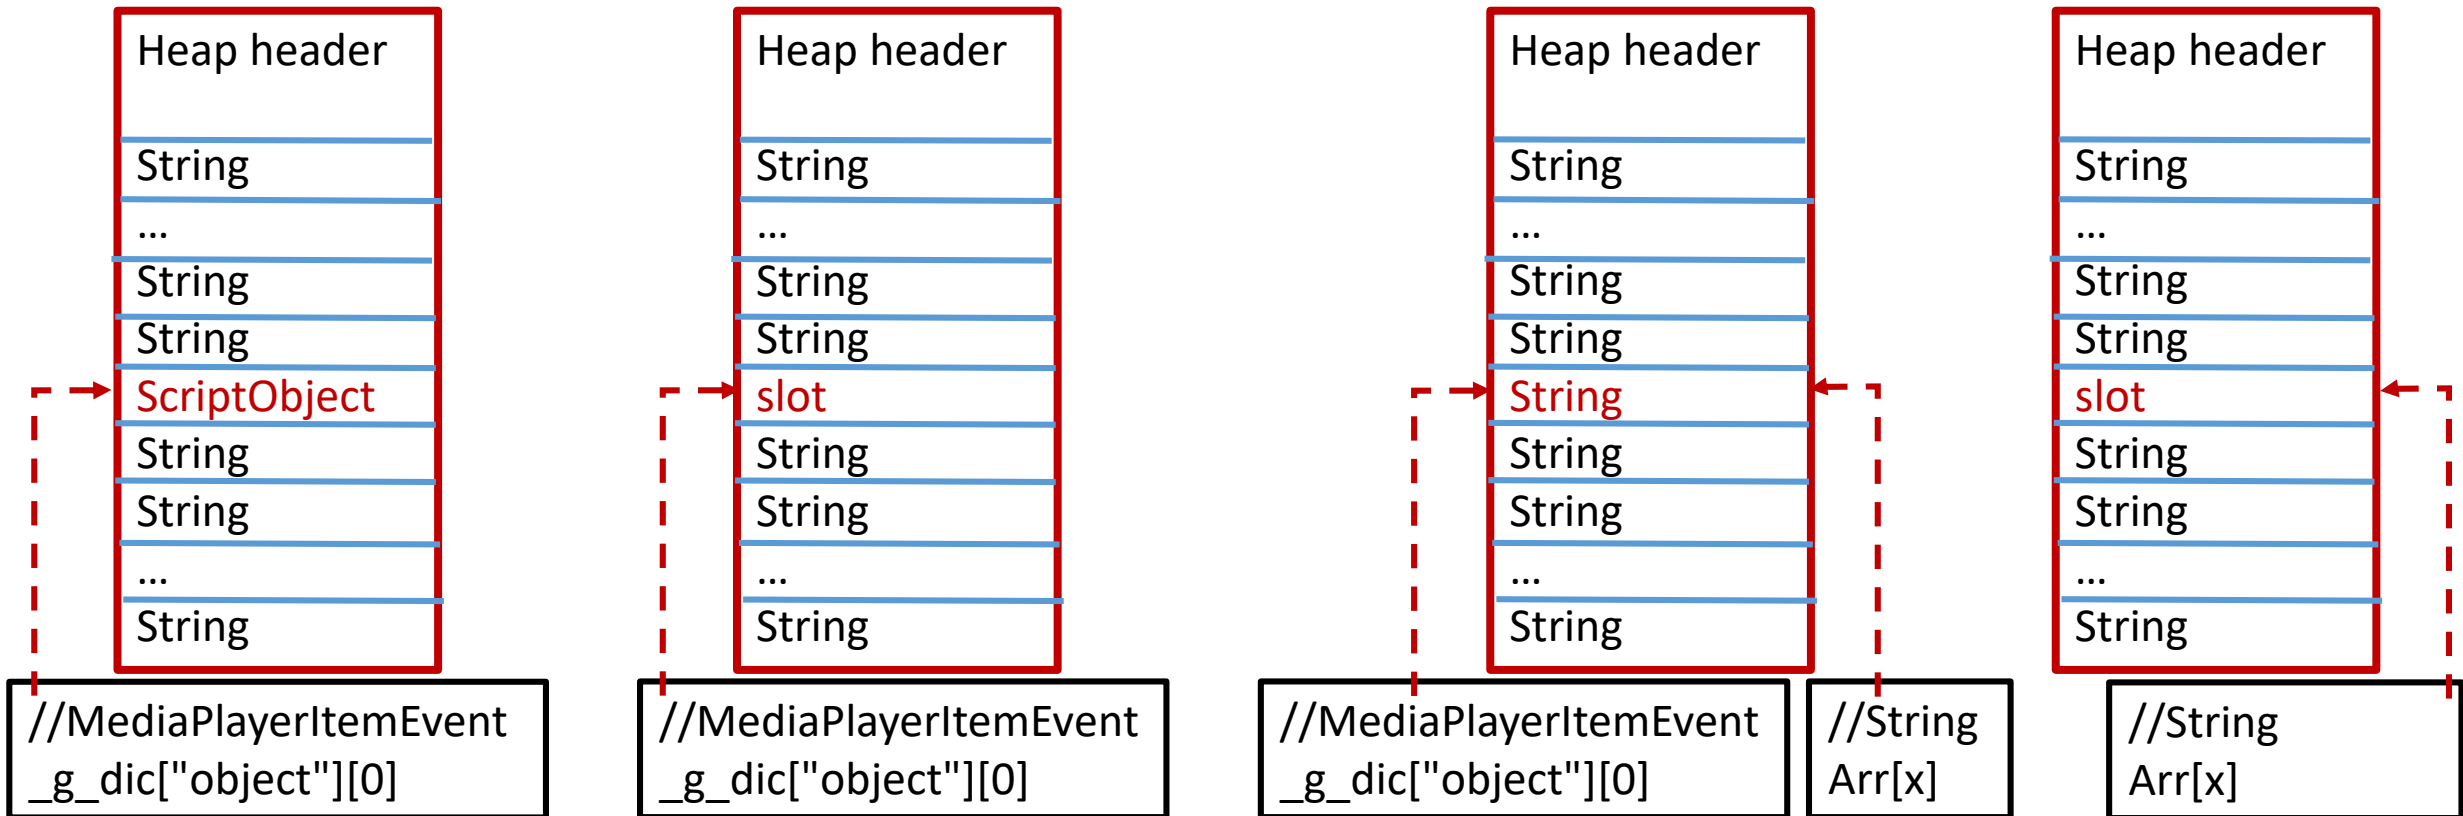 Heap header
String
...
String
String
ScriptObject
String
String
...
String
//MediaPlayerItemEvent
_g_dic["object"][0]
Heap header
String
...
String
String
slot
String
String
...
String
//MediaPlayerItemEvent
_g_dic["object"][0]
Heap header
String
...
String
String
String
String
String
...
String
//MediaPlayerItemEvent
_g_dic["object"][0]
//String
Arr[x]
Heap header
String
...
String
String
slot
String
String
...
String
//String
Arr[x]